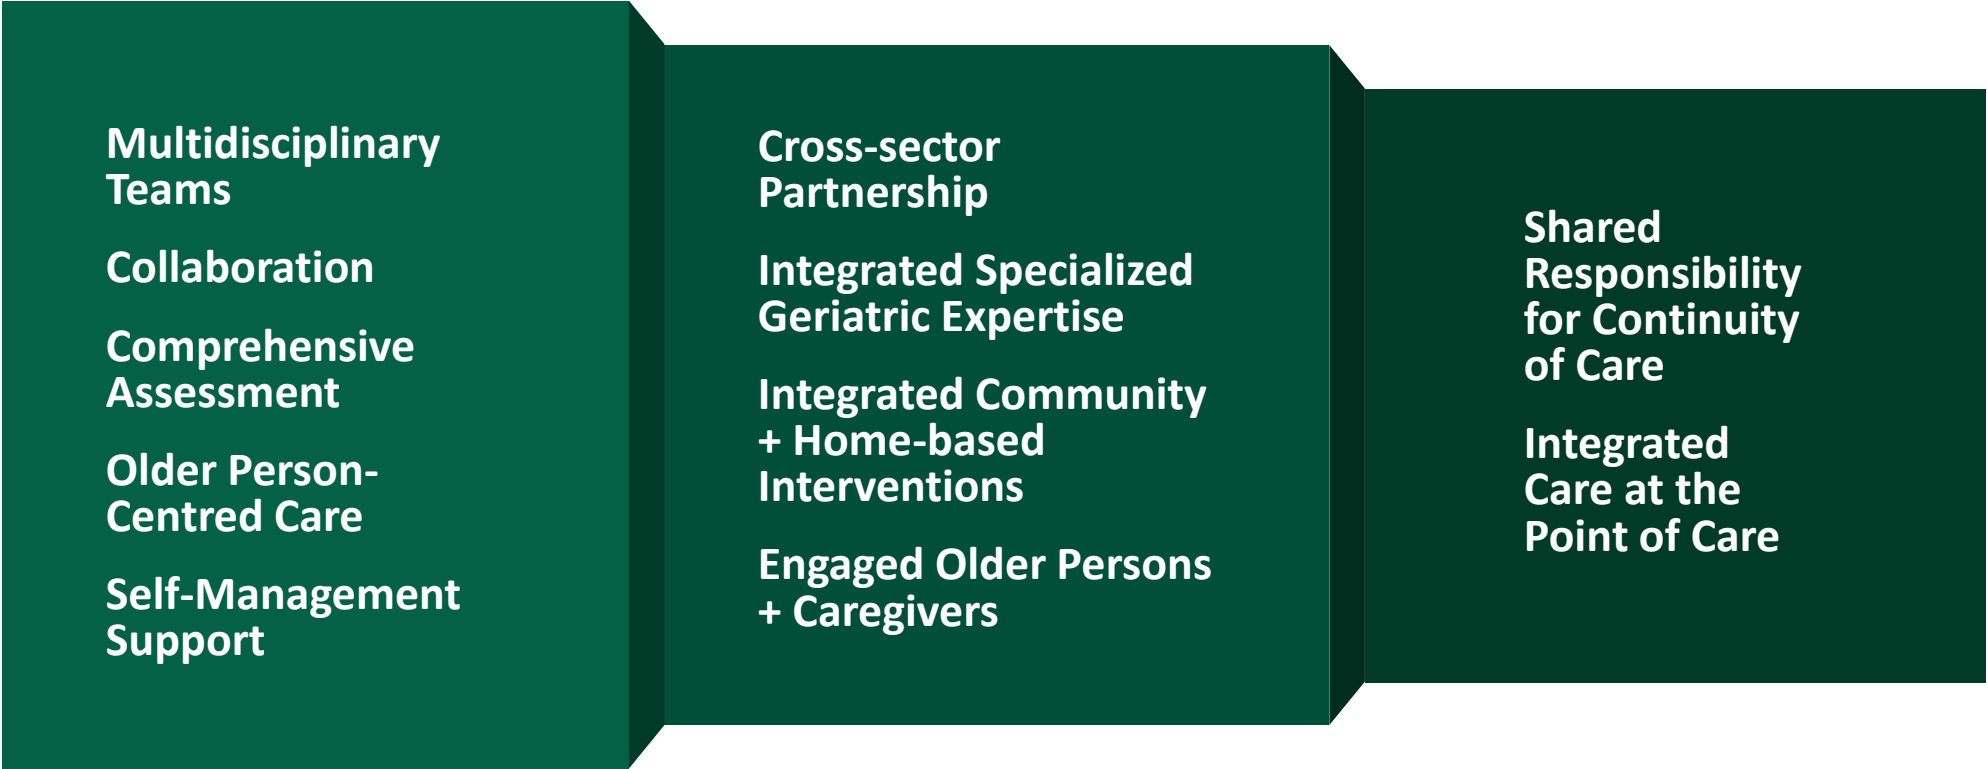 Multidisciplinary
Teams
Collaboration
Comprehensive
Assessment
Older Person-
Centred Care
Self-Management
Support
Cross-sector
Partnership
Integrated Specialized
Geriatric Expertise
Integrated Community
+ Home-based
Interventions
Engaged Older Persons
+ Caregivers
Shared
Responsibility
for Continuity
of Care
Integrated
Care at the
Point of Care